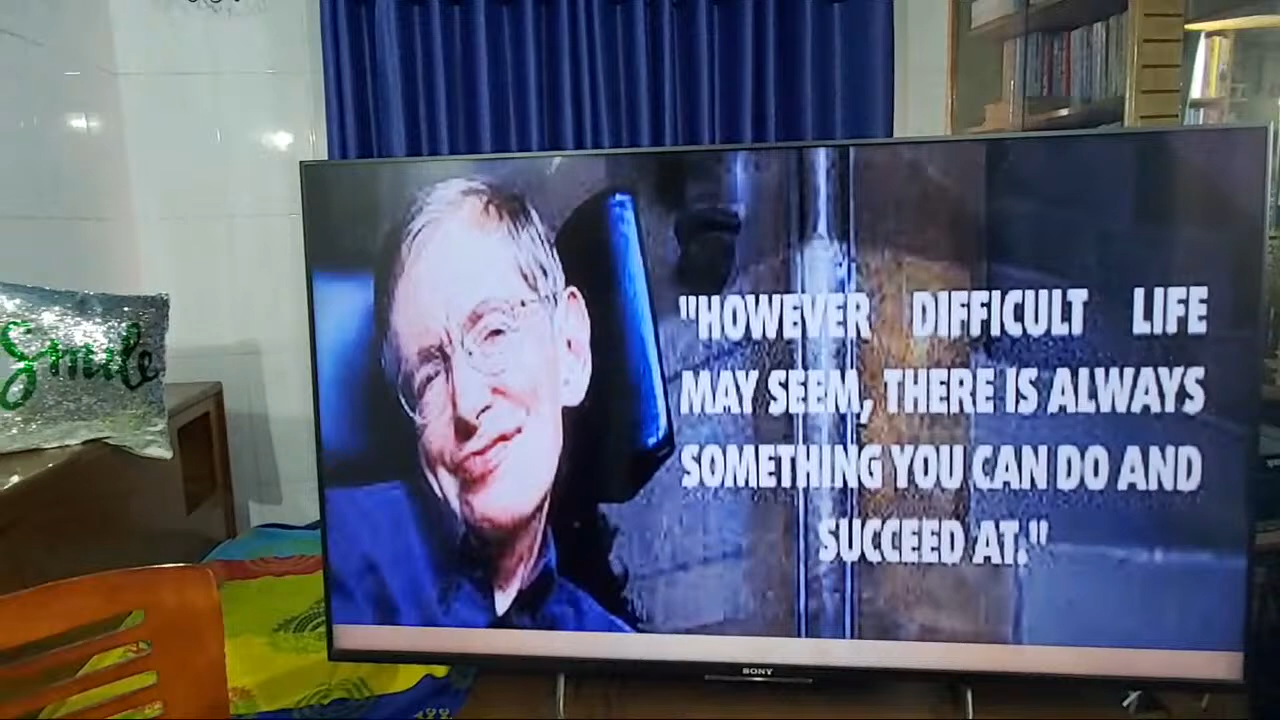 Smile
"HOWEVER DIFFICULT LIFE
MAY SEEM, THERE IS ALWAYS
SOMETHING YOU CAN DO AND
SUCCEED AT."
SONY